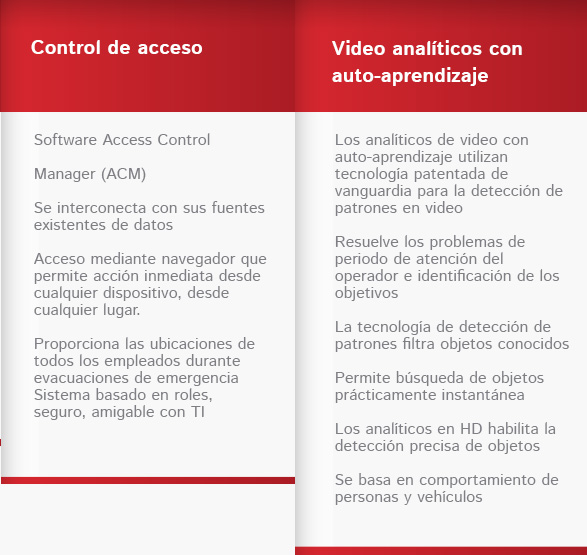 Control de acceso
Software Access Control
Manager (ACM)
Se interconecta con sus fuentes
existentes de datos
Acceso mediante navegador que
permite acción inmediata desde
cualquier dispositivo, desde
cualquier lugar.
Proporciona las ubicaciones de
todos los empleados durante
evacuaciones de emergencia
Sistema basado en roles,
seguro, amigable con TI
Video analíticos con
auto-aprendizaje
Los analíticos de video con
auto-aprendizaje utilizan
tecnología patentada de
vanguardia para la detección de
patrones en video
Resuelve los problemas de
periodo de atención del
operador e identificación de los
objetivos
La tecnología de detección de
patrones filtra objetos conocidos
Permite búsqueda de objetos
prácticamente instantánea
Los analíticos en HD habilita la
detección precisa de objetos
Se basa en comportamiento de
personas y vehículos